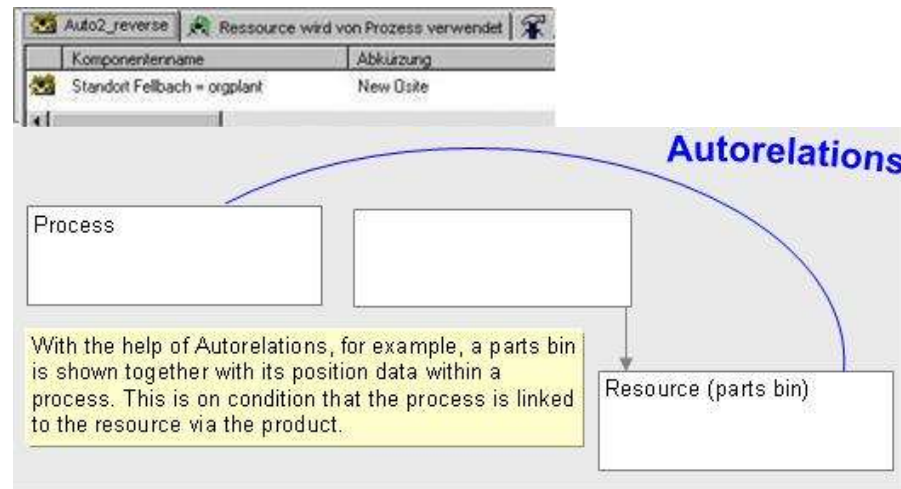 Auto2_reverse Ressource wird von Prozess verwendet
Komponentenname Abkürzung
Standort Fellbach = orgplant New Osite
Autorelations
Process
With the help of Autorelations, for example, a parts bin
is shown together with its position data within a
process. This is on condition that the process is linked
to the resource via the product.
Resource (parts bin)